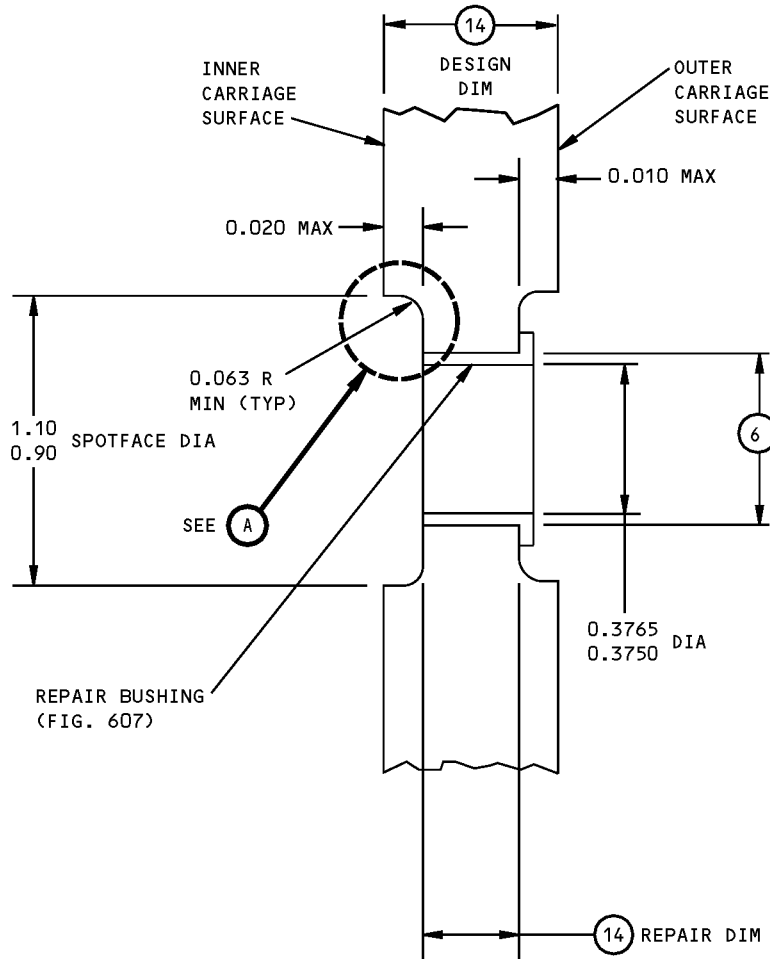 14
DESIGN
DIM
INNER
CARRIAGE
SURFACE
OUTER
CARRIAGE
SURFACE
0.010 MAX
0.020 MAX
0.063 R
MIN (TYP)
1.10
0.90 SPOTFACE DIA
6
SEE A
0.3765
0.3750 DIA
REPAIR BUSHING
(FIG. 607)
14 REPAIR DIM